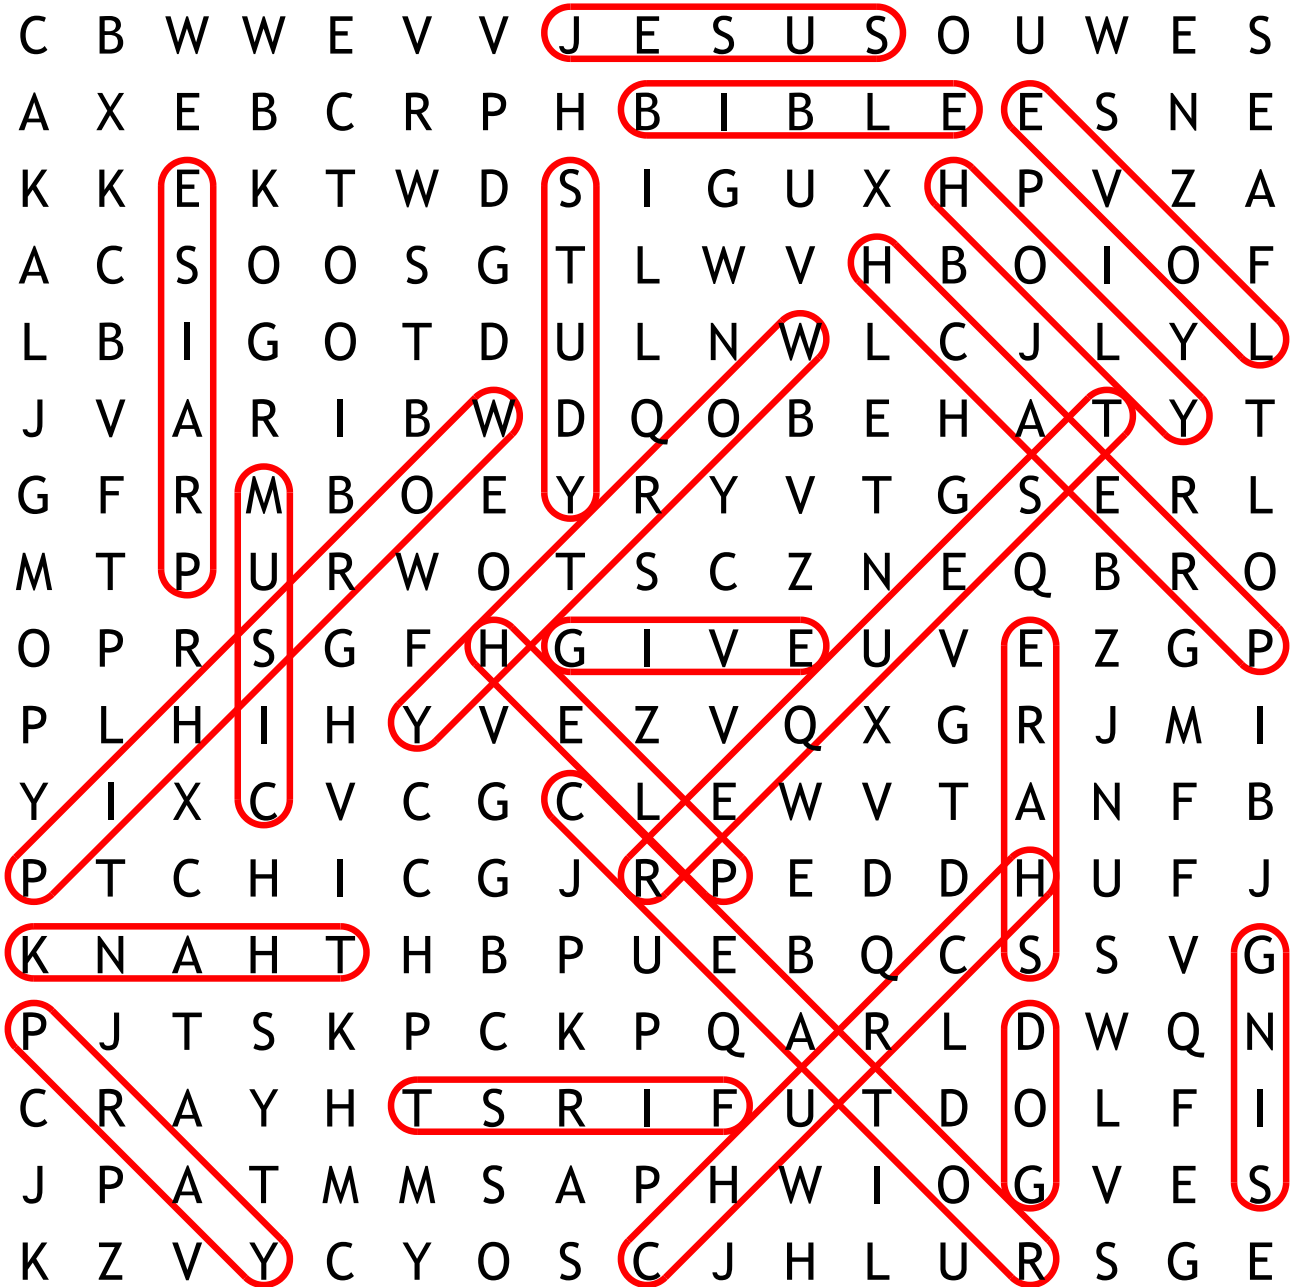 C B W W E V V J E S U S O U W E S
A X E B C R P H B I B L E E S N E
K K E K T W D S I G U X H P V Z A
A C S O O S G T L W V H B O I O F
L B I G O T D U L N W L C J L Y L
J V A R I B W D Q O B E H A T Y T
G F R M B O E Y R Y V T G S E R L
M T P U R W O T S C Z N E Q B R O
O P R S G F H G I V E U V E Z G P
P L H I H Y V E Z V Q X G R J M I
Y I X C V C G C L E W V T A N F B
P T C H I C G J R P E D D H U F J
K N A H T H B P U E B Q C S S V G
P J T S K P C K P Q A R L D W Q N
C R A Y H T S R I F U T D O L F I
J P A T M M S A P H W I O G V E S
K Z V Y C Y O S C J H L U R S G E